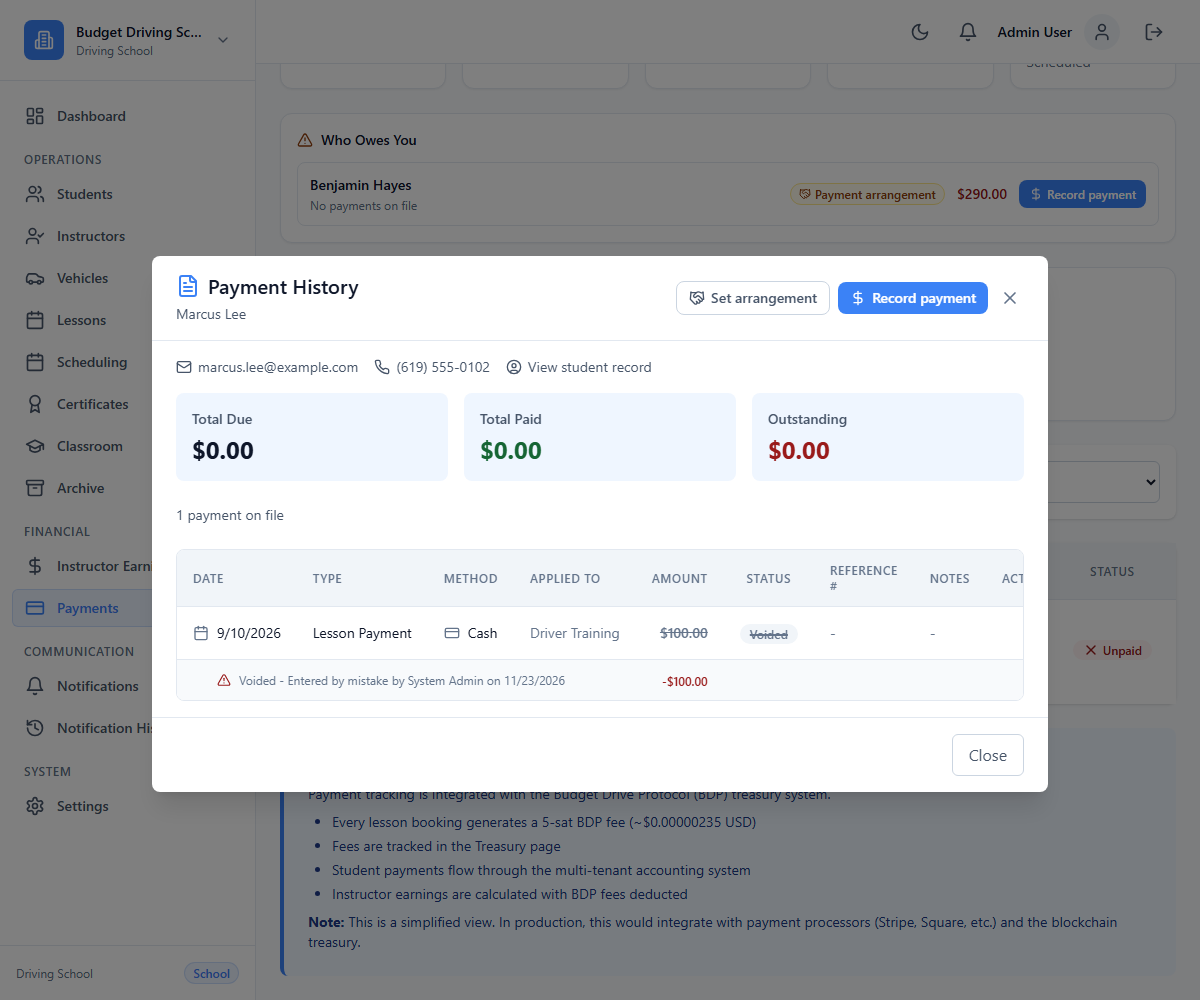 Budget Driving Sc...
Driving School
Admin User
Dashboard
OPERATIONS
Students
Instructors
Vehicles
Lessons
Scheduling
Certificates
Classroom
Archive
FINANCIAL
Instructor Earni
Payments
COMMUNICATION
Notifications
Notification His
SYSTEM
Settings
Driving School
School
Scheduled
Who Owes You
Benjamin Hayes
No payments on file
Payment arrangement
$290.00
Record payment
Payment History
Marcus Lee
Set arrangement
Record payment
marcus.lee@example.com
(619) 555-0102
View student record
Total Due
$0.00
Total Paid
$0.00
Outstanding
$0.00
1 payment on file
DATE TYPE METHOD APPLIED TO AMOUNT STATUS REFERENCE # NOTES ACT
9/10/2026 Lesson Payment Cash Driver Training $100.00 Voided - -
Voided - Entered by mistake by System Admin on 11/23/2026 -$100.00
Close
STATUS
Unpaid
Payment tracking is integrated with the Budget Drive Protocol (BDP) treasury system.
• Every lesson booking generates a 5-sat BDP fee (~$0.00000235 USD)
• Fees are tracked in the Treasury page
• Student payments flow through the multi-tenant accounting system
• Instructor earnings are calculated with BDP fees deducted
Note: This is a simplified view. In production, this would integrate with payment processors (Stripe, Square, etc.) and the blockchain
treasury.